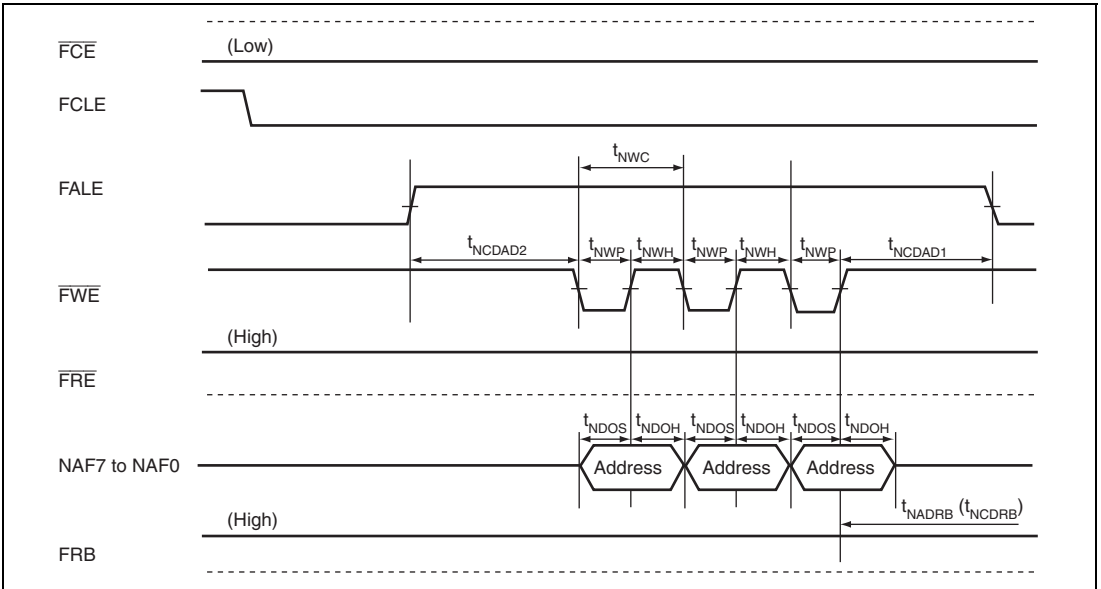 FCE (Low)
FCLE
tNWC
FALE
tNCDAD2 tNWP tNWH tNWP tNWH tNWP tNCDAD1
FWE
(High)
FRE
tNDOS tNDOH tNDOS tNDOH tNDOS tNDOH
NAF7 to NAF0 Address Address Address
(High) tNADRB (tNCDRB)
FRB